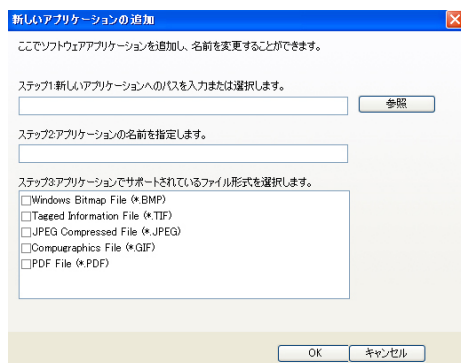 新しいアプリケーションの追加
ここでソフトウェアアプリケーションを追加し、名前を変更することができます。
ステップ1:新しいアプリケーションへのパスを入力または選択します。
参照
ステップ2:アプリケーションの名前を指定します。
ステップ3:アプリケーションでサポートされているファイル形式を選択します。
Windows Bitmap File (*.BMP)
Tagged Information File (*.TIF)
JPEG Compressed File (*.JPEG)
Compugraphics File (*.GIF)
PDF File (*.PDF)
OK キャンセル